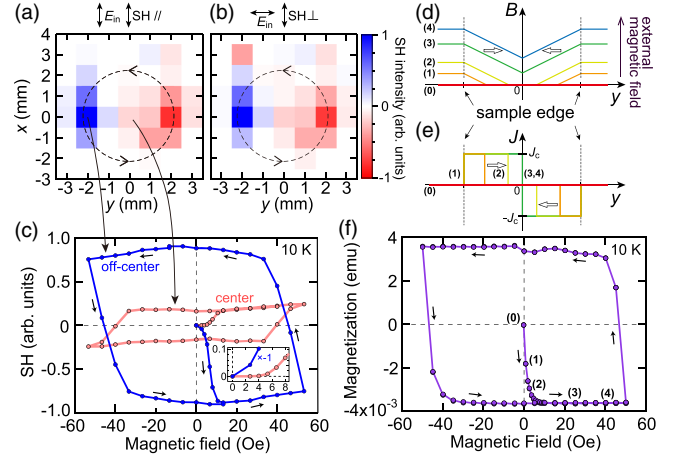 E_in SH //
E_in SH⊥
(a)
(b)
x (mm)
4
3
2
1
0
-1
-2
-3
-3 -2 -1 0 1 2 3
y (mm)
-3 -2 -1 0 1 2 3
y (mm)
1
0
-1
SH intensity (arb. units)
(c)
SH (arb. units)
1.0
0.5
0
-0.5
-1.0
10 K
off-center
center
0.1
0
×-1
0 2 4 6 8
-60 -40 -20 0 20 40 60
Magnetic field (Oe)
(d)
B
(4)
(3)
(2)
(1)
(0)
0
y
external
magnetic field
sample edge
(e)
J
J_c
(1) (2) (3,4)
(0)
0
y
-J_c
(f)
Magnetization (emu)
4
2
0
-2
-4×10⁻³
10 K
(0)
(1)
(2)
(3) (4)
-60 -40 -20 0 20 40 60
Magnetic Field (Oe)